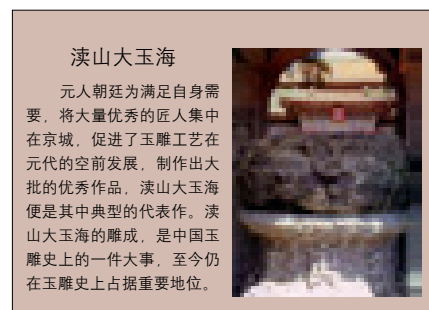 渎山大玉海
元人朝廷为满足自身需
要，将大量优秀的匠人集中
在京城，促进了玉雕工艺在
元代的空前发展，制作出大
批的优秀作品，渎山大玉海
便是其中典型的代表作。渎
山大玉海的雕成，是中国玉
雕史上的一件大事，至今仍
在玉雕史上占据重要地位。